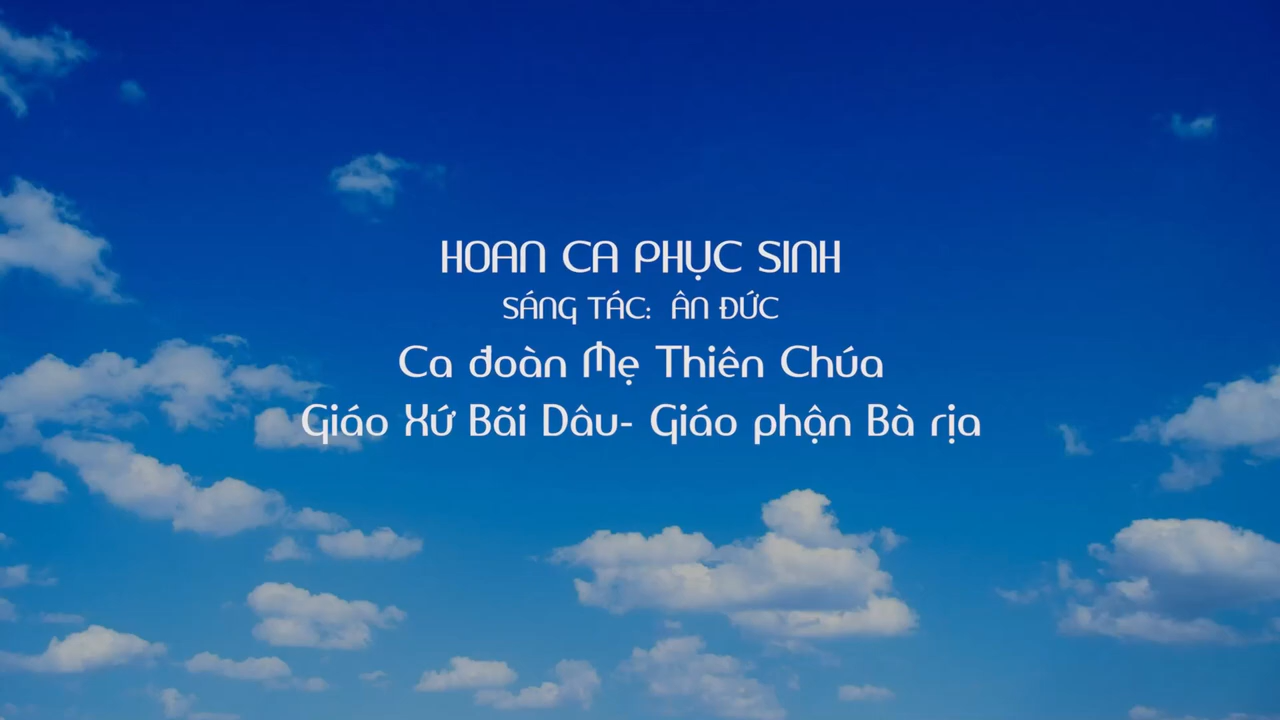 HOAN CA PHỤC SINH
SÁNG TÁC: ÂN ĐỨC
Ca đoàn Mẹ Thiên Chúa
Giáo Xứ Bãi Dâu- Giáo phận Bà rịa